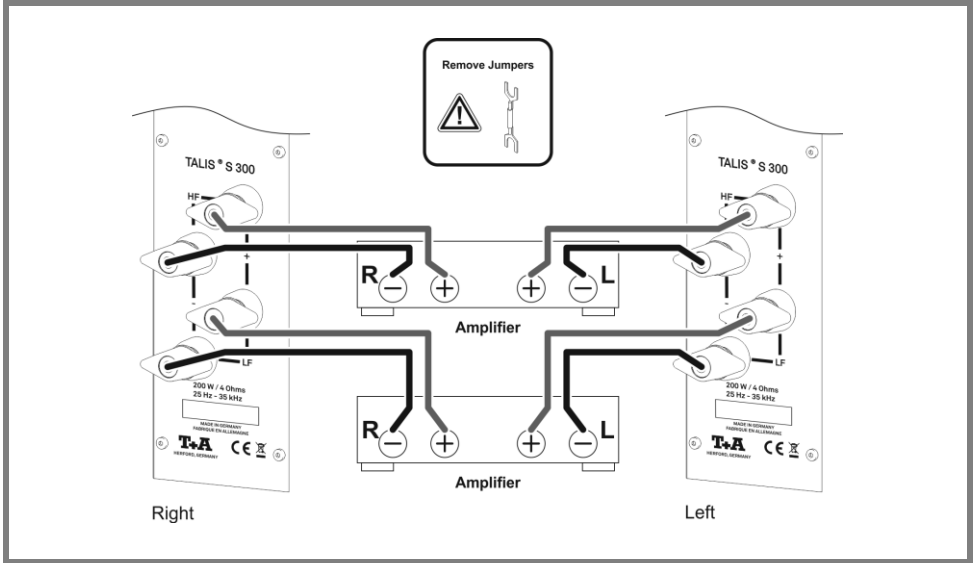 Remove Jumpers
TALIS ® S 300
HF
+
-
LF
200 W / 4 Ohms
25 Hz - 35 kHz
MADE IN GERMANY
FABRIQUE EN ALLEMAGNE
T+A
CE
HERFORD, GERMANY
Right
R
L
Amplifier
R
L
Amplifier
TALIS ® S 300
HF
+
-
LF
200 W / 4 Ohms
25 Hz - 35 kHz
MADE IN GERMANY
FABRIQUE EN ALLEMAGNE
T+A
CE
HERFORD, GERMANY
Left